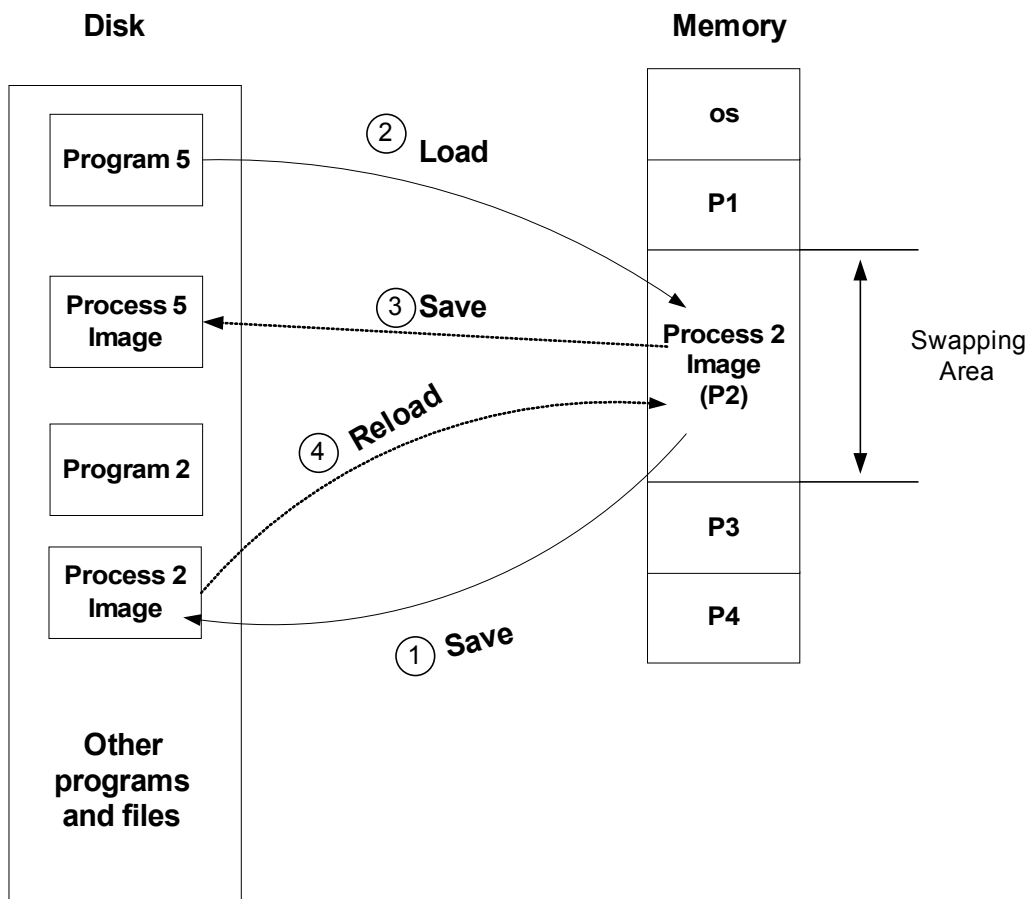 Disk
Memory
Program 5
2
Load
os
P1
Process 5
Image
3
Save
Process 2
Image
(P2)
Swapping
Area
4
Reload
Program 2
Process 2
Image
1
Save
P3
P4
Other
programs
and files